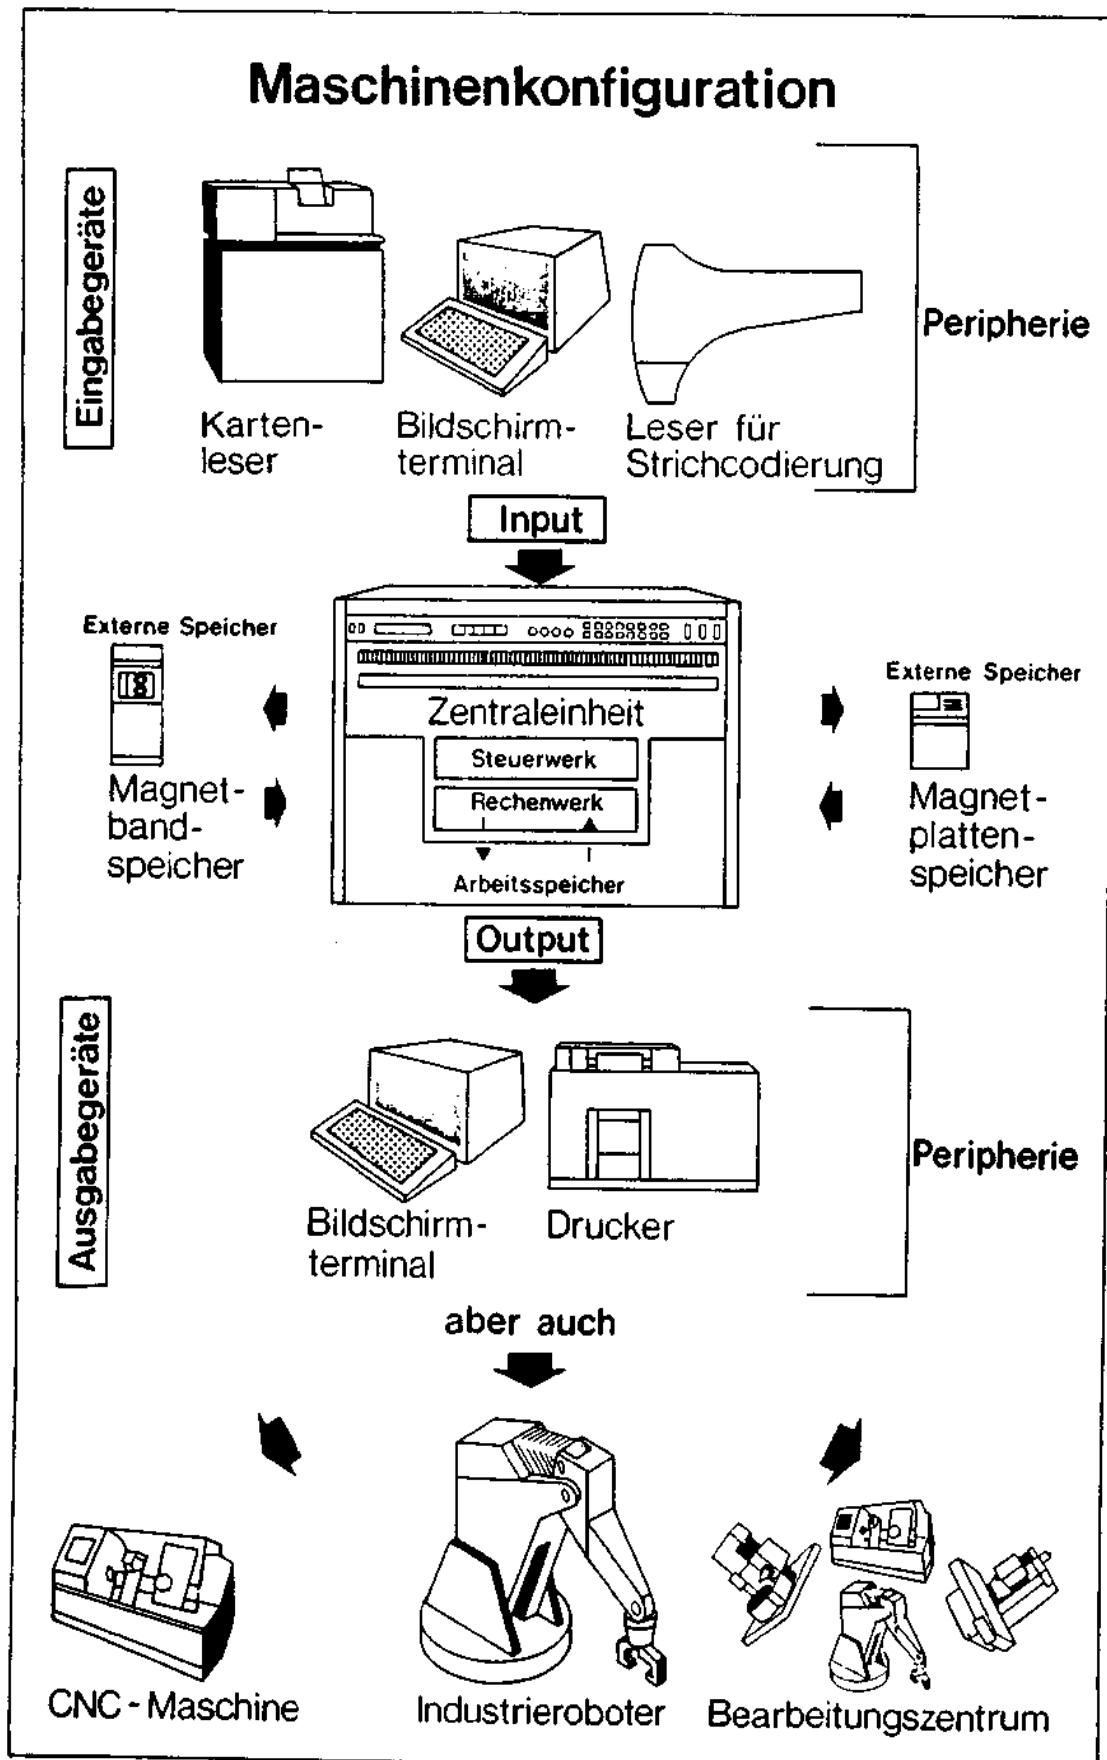 Maschinenkonfiguration
Eingabegeräte
Karten-
leser
Bildschirm-
terminal
Leser für
Strichcodierung
Peripherie
Input
Externe Speicher
Magnet-
band-
speicher
Zentraleinheit
Steuerwerk
Rechenwerk
Arbeitsspeicher
Externe Speicher
Magnet-
platten-
speicher
Output
Ausgabegeräte
Bildschirm-
terminal
Drucker
Peripherie
aber auch
CNC - Maschine
Industrieroboter
Bearbeitungszentrum